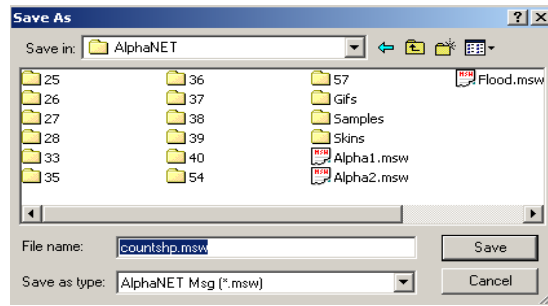 Save As
Save in: AlphaNET
25 36 57 Flood.msw
26 37 Gifs
27 38 Samples
28 39 Skins
33 40 Alpha1.msw
35 54 Alpha2.msw
File name: countshp.msw Save
Save as type: AlphaNET Msg (*.msw) Cancel